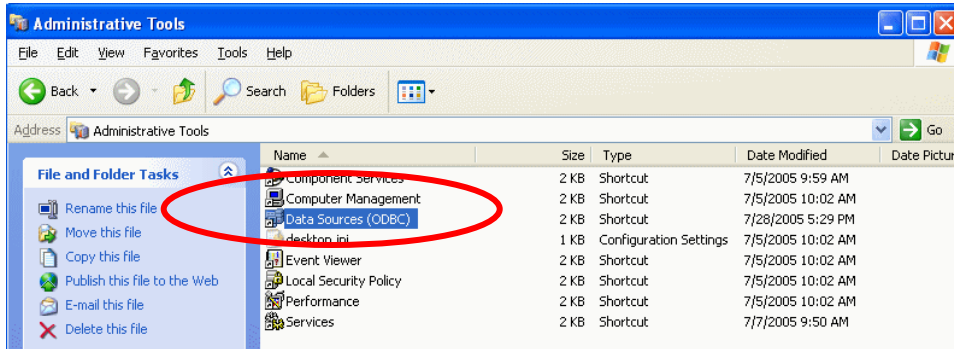 Administrative Tools
File Edit View Favorites Tools Help
Back Search Folders
Address Administrative Tools Go
Name Size Type Date Modified Date Pictur
File and Folder Tasks
Rename this file
Move this file
Copy this file
Publish this file to the Web
E-mail this file
Delete this file
Component Services 2 KB Shortcut 7/5/2005 9:59 AM
Computer Management 2 KB Shortcut 7/5/2005 10:02 AM
Data Sources (ODBC) 2 KB Shortcut 7/28/2005 5:29 PM
desktop.ini 1 KB Configuration Settings 7/5/2005 10:02 AM
Event Viewer 2 KB Shortcut 7/5/2005 10:02 AM
Local Security Policy 2 KB Shortcut 7/5/2005 10:02 AM
Performance 2 KB Shortcut 7/5/2005 10:02 AM
Services 2 KB Shortcut 7/7/2005 9:50 AM